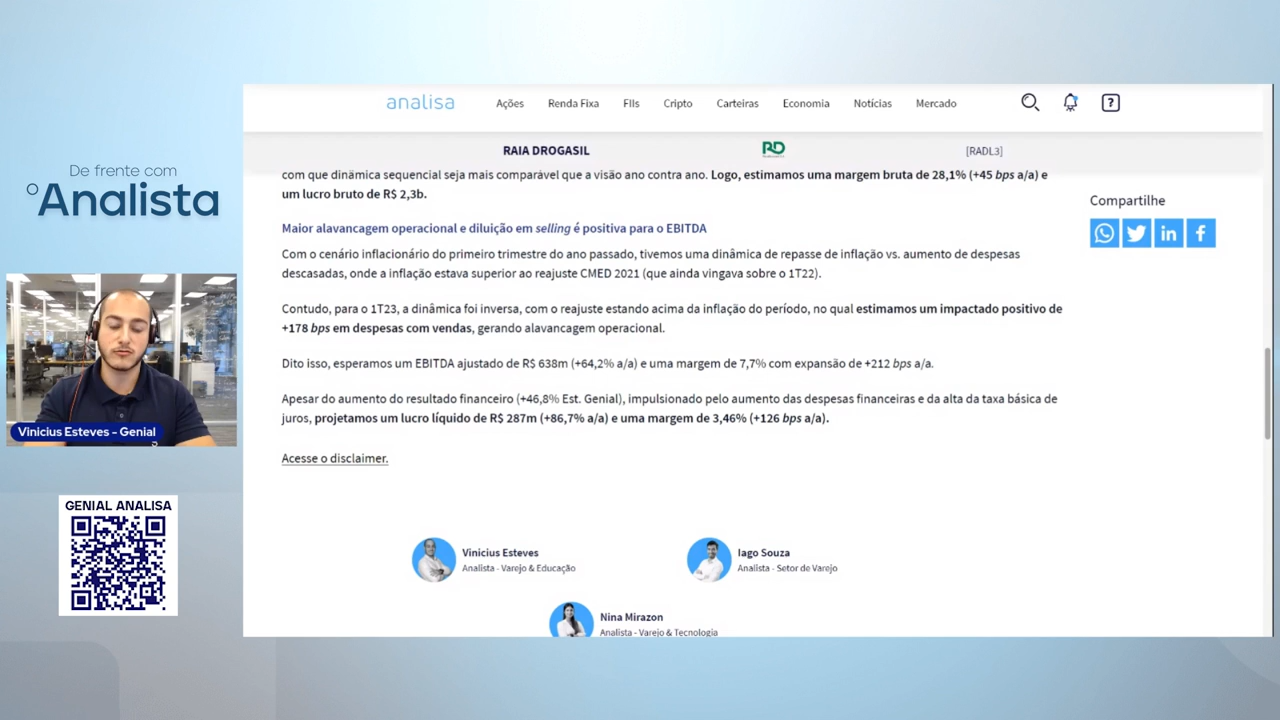 De frente com
o Analista
Vinicius Esteves - Genial
GENIAL ANALISA
analisa
Ações
Renda Fixa
FIIs
Cripto
Carteiras
Economia
Notícias
Mercado
?
RAIA DROGASIL
RD
[RADL3]
com que dinâmica sequencial seja mais comparável que a visão ano contra ano. Logo, estimamos uma margem bruta de 28,1% (+45 bps a/a) e
um lucro bruto de R$ 2,3b.
Maior alavancagem operacional e diluição em selling é positiva para o EBITDA
Com o cenário inflacionário do primeiro trimestre do ano passado, tivemos uma dinâmica de repasse de inflação vs. aumento de despesas
descasadas, onde a inflação estava superior ao reajuste CMED 2021 (que ainda vingava sobre o 1T22).
Contudo, para o 1T23, a dinâmica foi inversa, com o reajuste estando acima da inflação do período, no qual estimamos um impactado positivo de
+178 bps em despesas com vendas, gerando alavancagem operacional.
Dito isso, esperamos um EBITDA ajustado de R$ 638m (+64,2% a/a) e uma margem de 7,7% com expansão de +212 bps a/a.
Apesar do aumento do resultado financeiro (+46,8% Est. Genial), impulsionado pelo aumento das despesas financeiras e da alta da taxa básica de
juros, projetamos um lucro líquido de R$ 287m (+86,7% a/a) e uma margem de 3,46% (+126 bps a/a).
Acesse o disclaimer.
Compartilhe
Vinicius Esteves
Analista - Varejo & Educação
Iago Souza
Analista - Setor de Varejo
Nina Mirazon
Analista - Varejo & Tecnologia